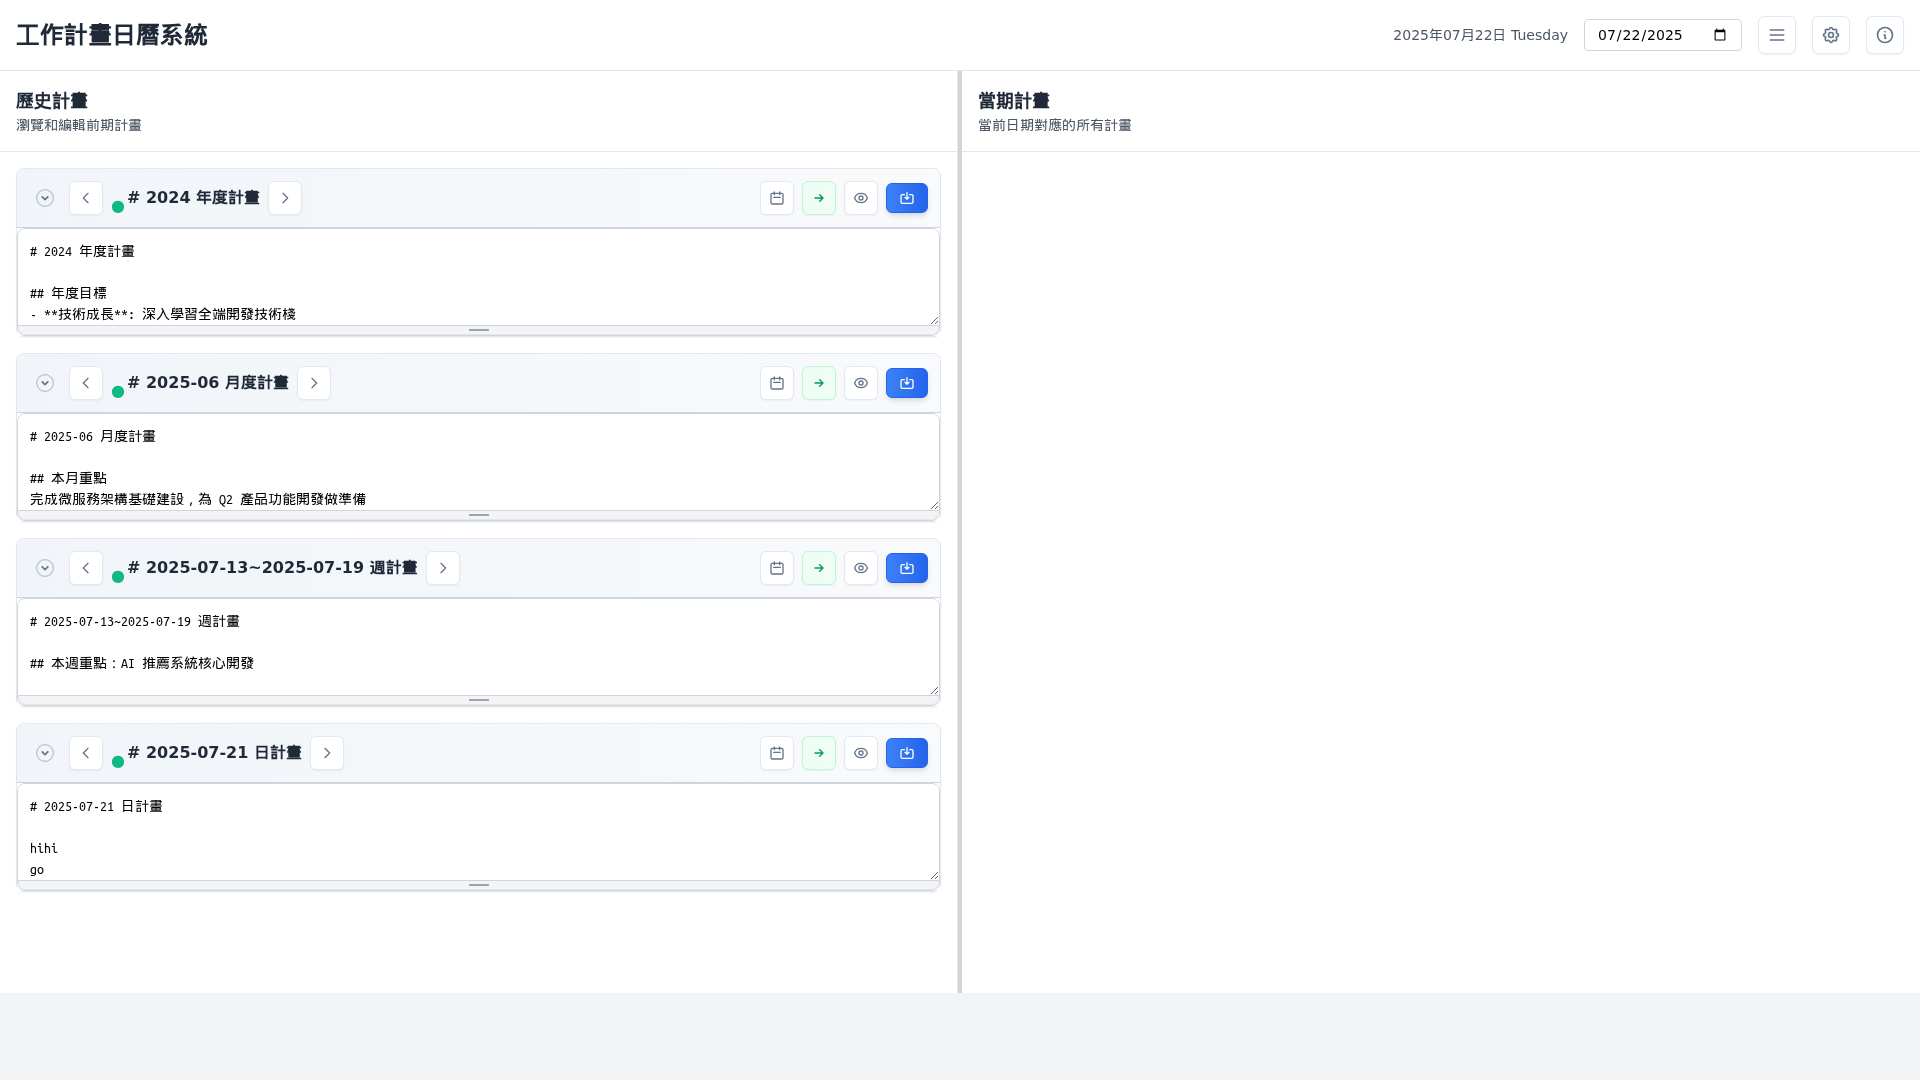 工作計畫日曆系統
2025年07月22日 Tuesday
07/22/2025
歷史計畫
瀏覽和編輯前期計畫
# 2024 年度計畫
# 2024 年度計畫
## 年度目標
- **技術成長**: 深入學習全端開發技術棧
# 2025-06 月度計畫
# 2025-06 月度計畫
## 本月重點
完成微服務架構基礎建設，為 Q2 產品功能開發做準備
# 2025-07-13~2025-07-19 週計畫
# 2025-07-13~2025-07-19 週計畫
## 本週重點：AI 推薦系統核心開發
# 2025-07-21 日計畫
# 2025-07-21 日計畫
hihi
go
當期計畫
當前日期對應的所有計畫